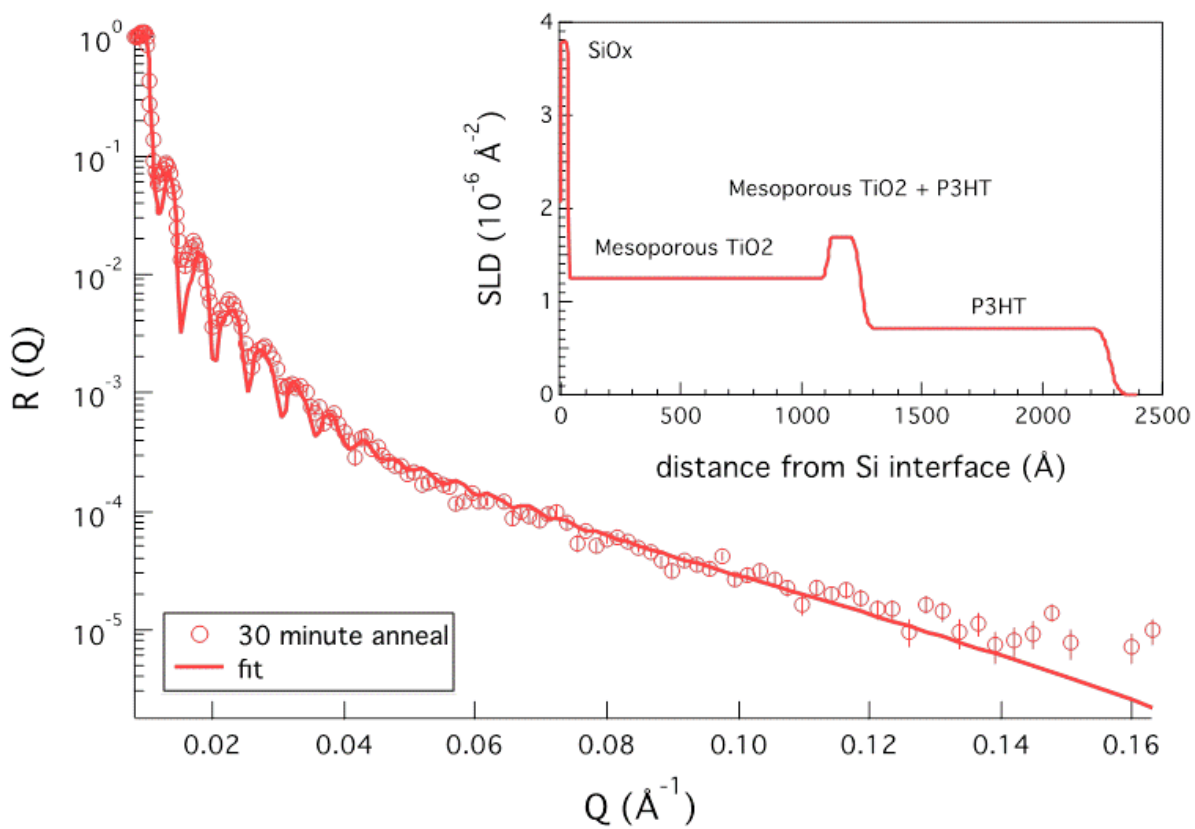 10^0
10^-1
10^-2
10^-3
10^-4
10^-5
R (Q)
0.02
0.04
0.06
0.08
0.10
0.12
0.14
0.16
Q (Å^-1)
30 minute anneal
fit
4
3
2
1
0
SLD (10^-6 Å^-2)
SiOx
Mesoporous TiO2 + P3HT
Mesoporous TiO2
P3HT
0
500
1000
1500
2000
2500
distance from Si interface (Å)